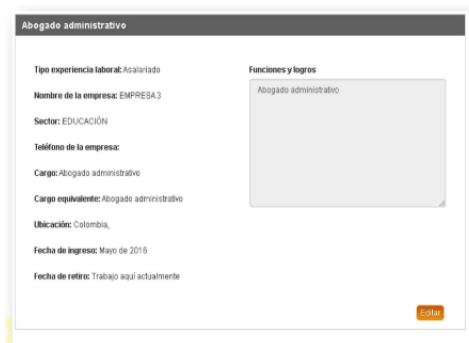 Abogado administrativo
Tipo experiencia laboral: Asalariado
Nombre de la empresa: EMPRESA 3
Sector: EDUCACIÓN
Teléfono de la empresa:
Cargo: Abogado administrativo
Cargo equivalente: Abogado administrativo
Ubicación: Colombia,
Fecha de ingreso: Mayo de 2016
Fecha de retiro: Trabajo aquí actualmente
Funciones y logros
Abogado administrativo
Editar